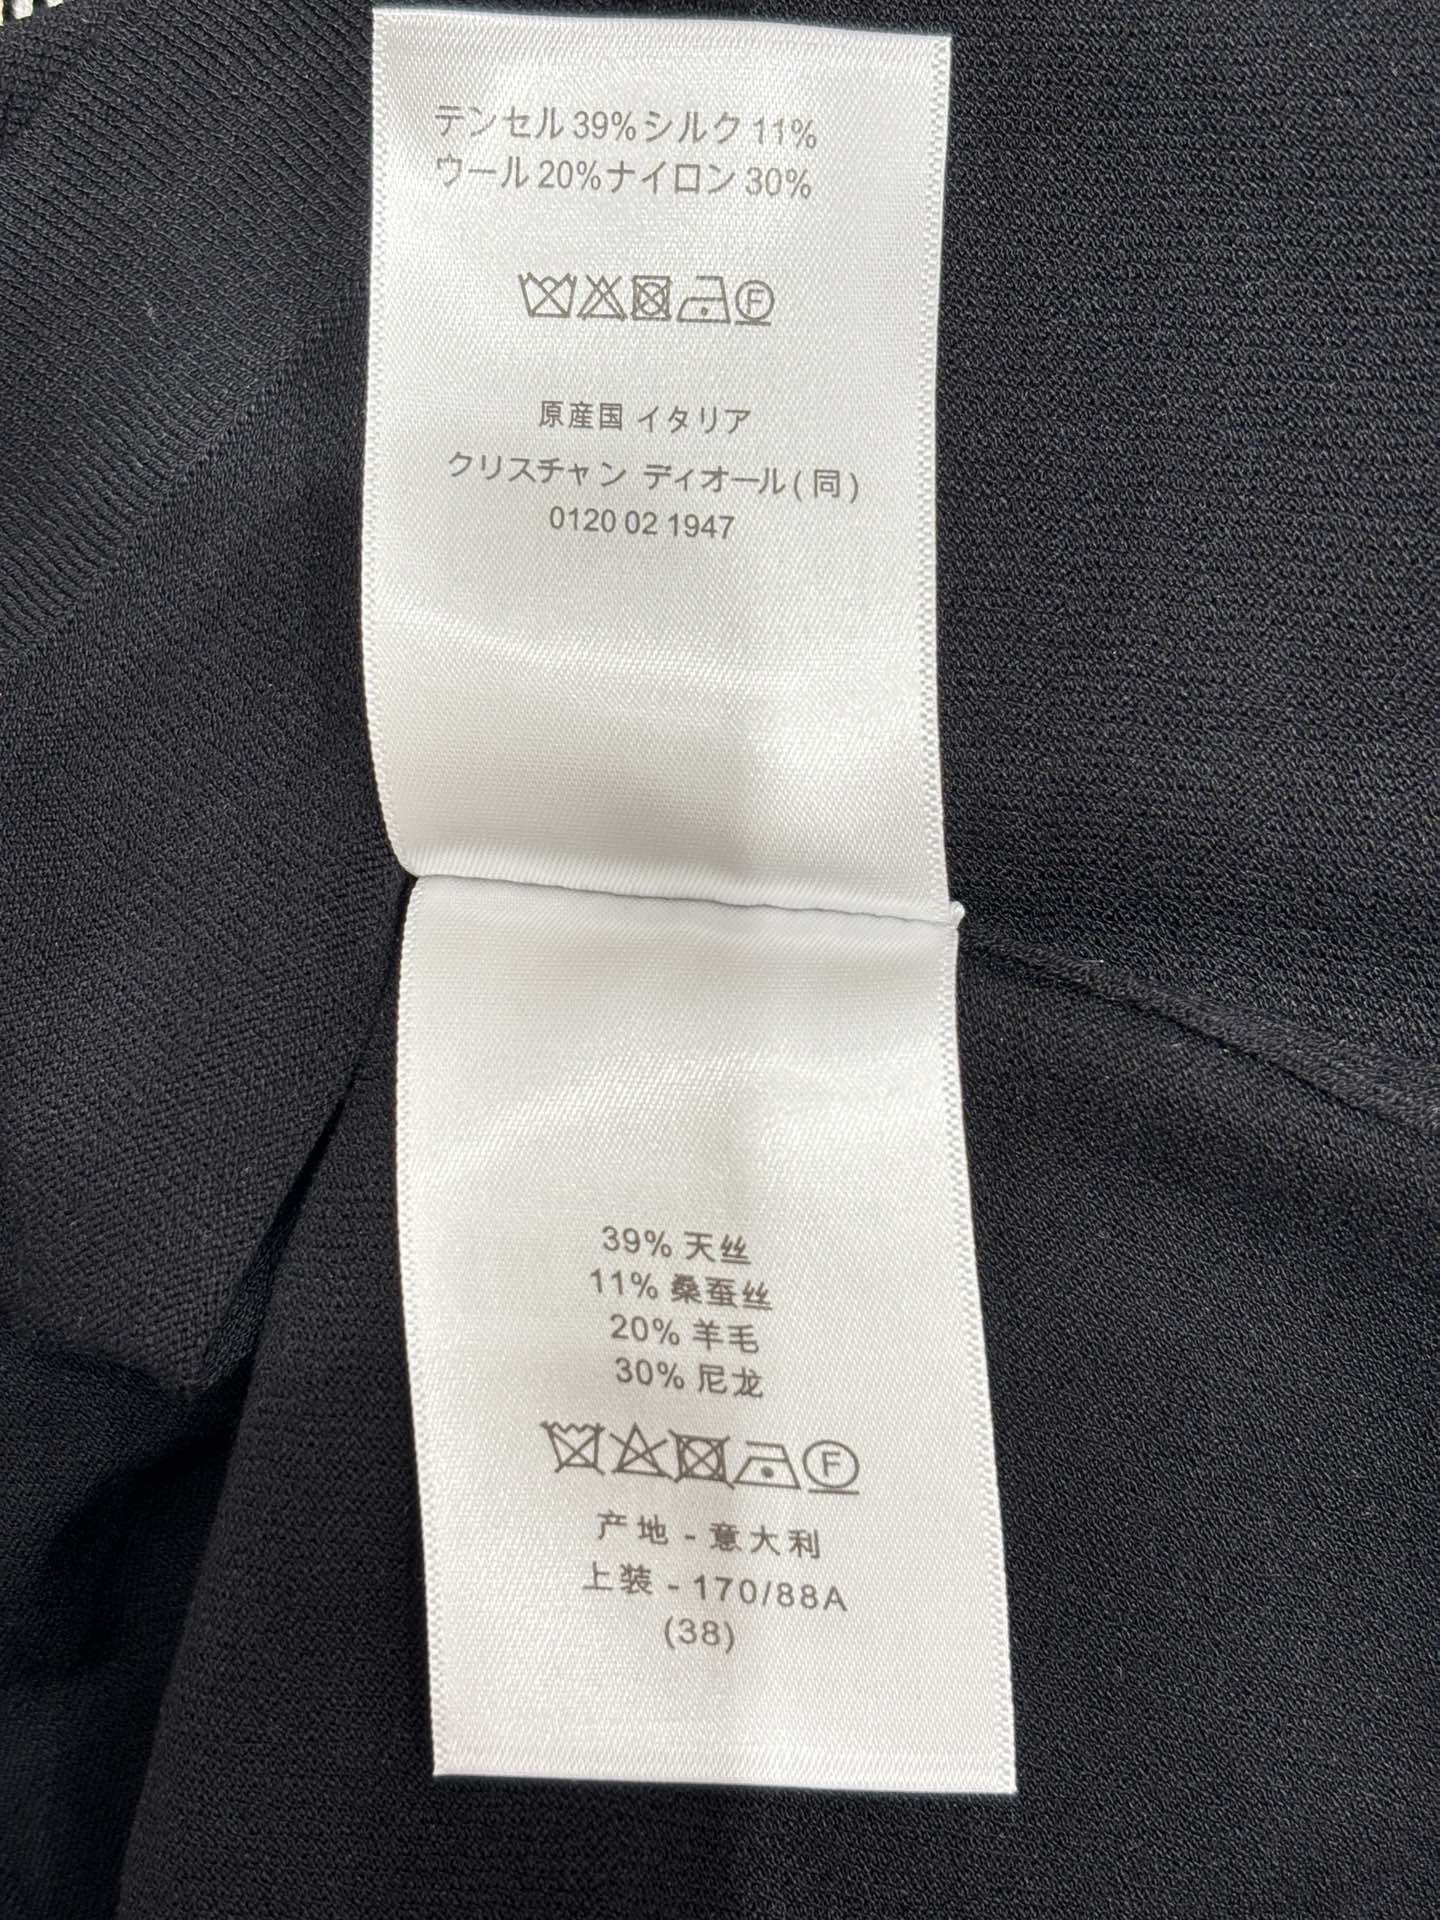 テンセル 39% シルク 11%
ウール 20% ナイロン 30%
F
原産国 イタリア
クリスチャン ディオール ( 同 )
0120 02 1947
39% 天丝
11% 桑蚕丝
20% 羊毛
30% 尼龙
F
产地 - 意大利
上装 - 170/88A
(38)